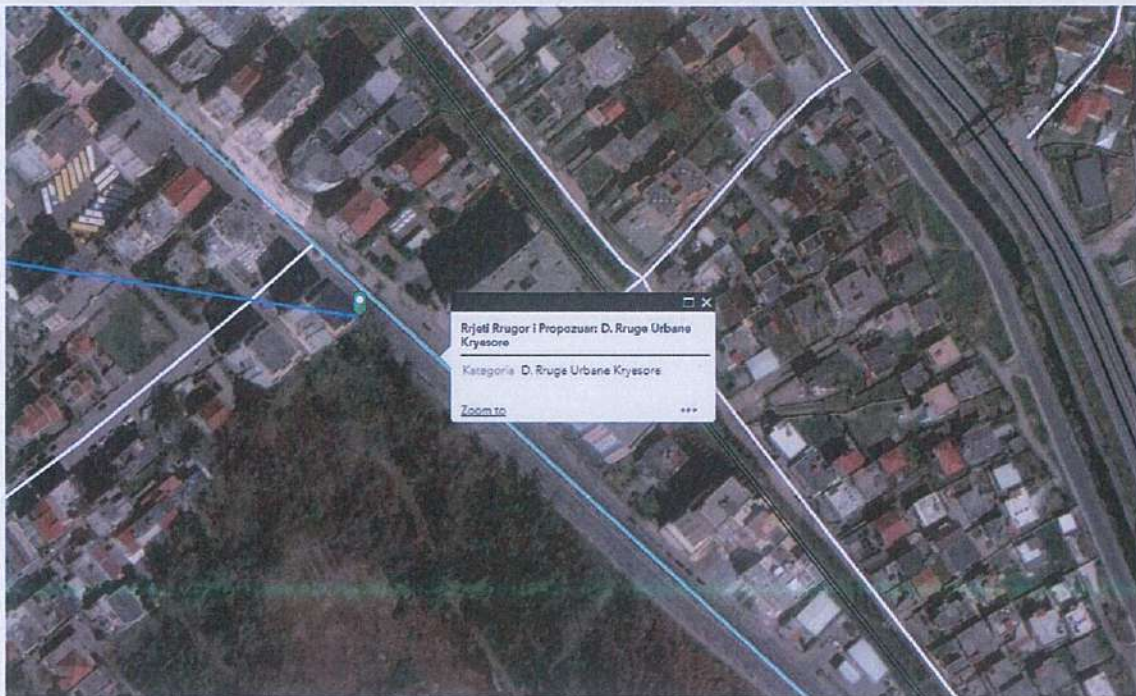 Rrjeti Rrugor i Propozuar: D. Rruge Urbane
Kryesore
Kategoria D. Rruge Urbane Kryesore
Zoom to